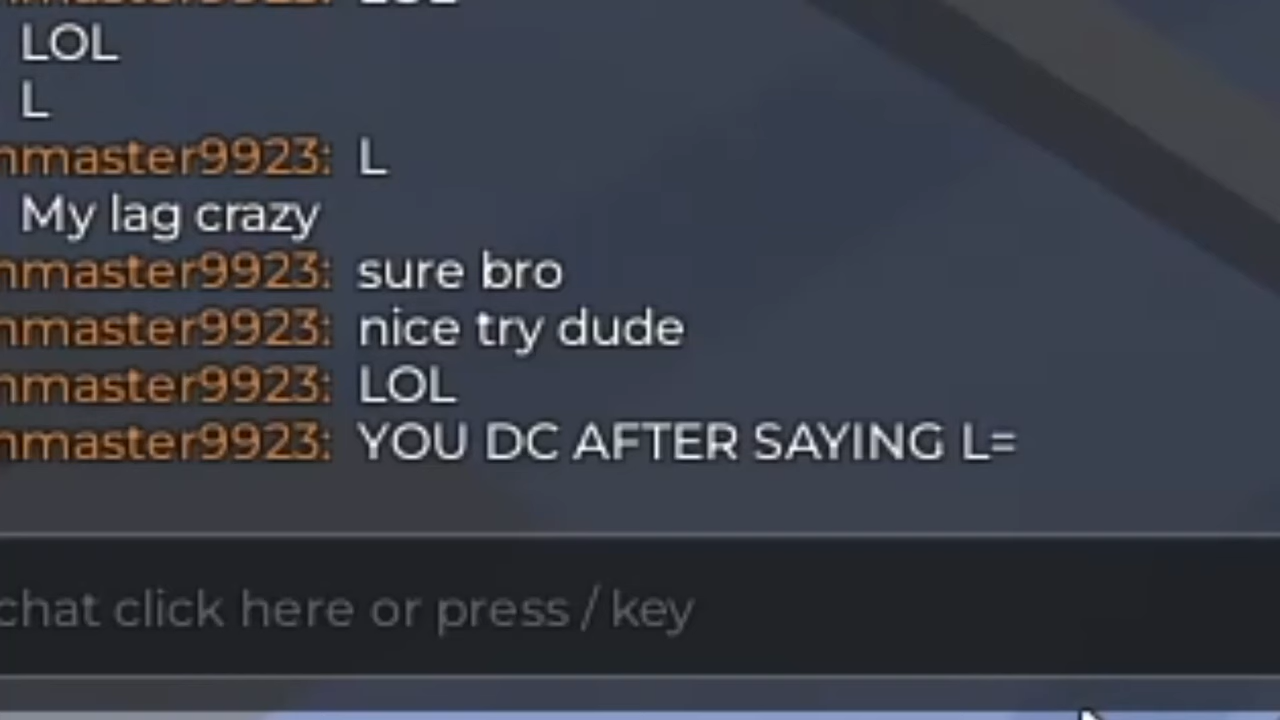 LOL
L
nmaster9923: L
My lag crazy
nmaster9923: sure bro
nmaster9923: nice try dude
nmaster9923: LOL
nmaster9923: YOU DC AFTER SAYING L=
chat click here or press / key